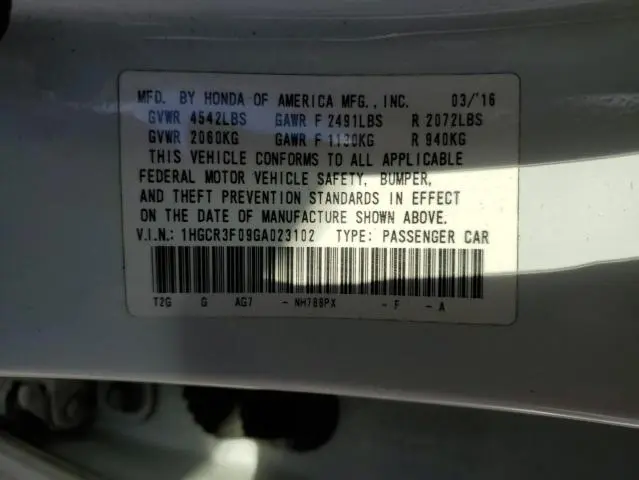 MFD. BY HONDA OF AMERICA MFG., INC. 03/'16
GVWR 4542LBS GAWR F 2491LBS R 2072LBS
GVWR 2060KG GAWR F 1130KG R 940KG
THIS VEHICLE CONFORMS TO ALL APPLICABLE
FEDERAL MOTOR VEHICLE SAFETY, BUMPER,
AND THEFT PREVENTION STANDARDS IN EFFECT
ON THE DATE OF MANUFACTURE SHOWN ABOVE.
V.I.N.: 1HGCR3F09GA023102 TYPE: PASSENGER CAR
T2G G AG7 - NH788PX - F - A